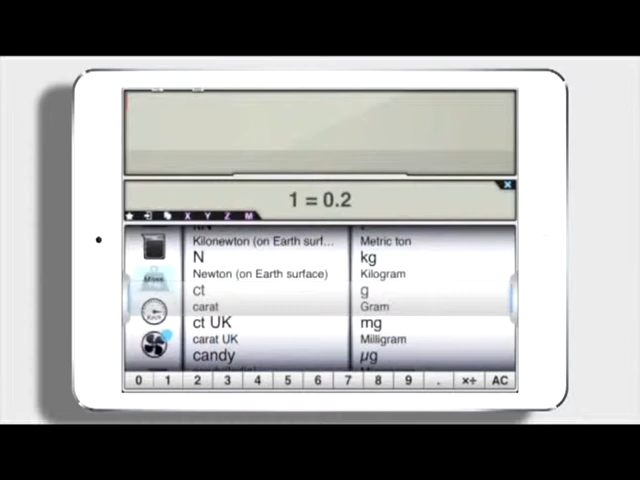 1 = 0.2
X Y Z M
Kilonewton (on Earth surf... Metric ton
N kg
Newton (on Earth surface) Kilogram
ct g
carat Gram
ct UK mg
carat UK Milligram
candy µg
0 1 2 3 4 5 6 7 8 9 . ×÷ AC